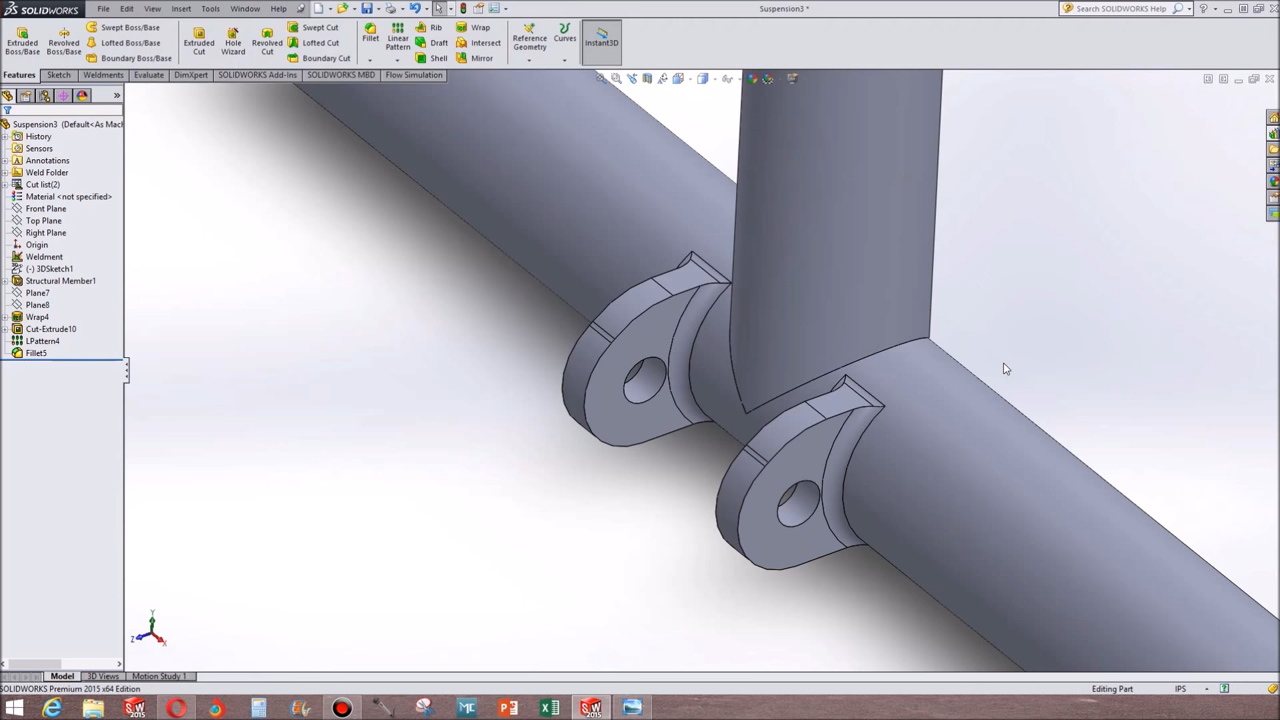 SOLIDWORKS File Edit View Insert Tools Window Help Suspension3 * Search SOLIDWORKS Help
Extruded Boss/Base
Revolved Boss/Base
Swept Boss/Base
Lofted Boss/Base
Boundary Boss/Base
Extruded Cut
Hole Wizard
Revolved Cut
Swept Cut
Lofted Cut
Boundary Cut
Fillet
Linear Pattern
Rib
Draft
Shell
Wrap
Intersect
Mirror
Reference Geometry
Curves
Instant3D
Features Sketch Weldments Evaluate DimXpert SOLIDWORKS Add-Ins SOLIDWORKS MBD Flow Simulation
Suspension3 (Default<As Mach
History
Sensors
Annotations
Weld Folder
Cut list(2)
Material <not specified>
Front Plane
Top Plane
Right Plane
Origin
Weldment
(-) 3DSketch1
Structural Member1
Plane7
Plane8
Wrap4
Cut-Extrude10
LPattern4
Fillet5
Y
Z
X
Model 3D Views Motion Study 1
SOLIDWORKS Premium 2015 x64 Edition Editing Part IPS